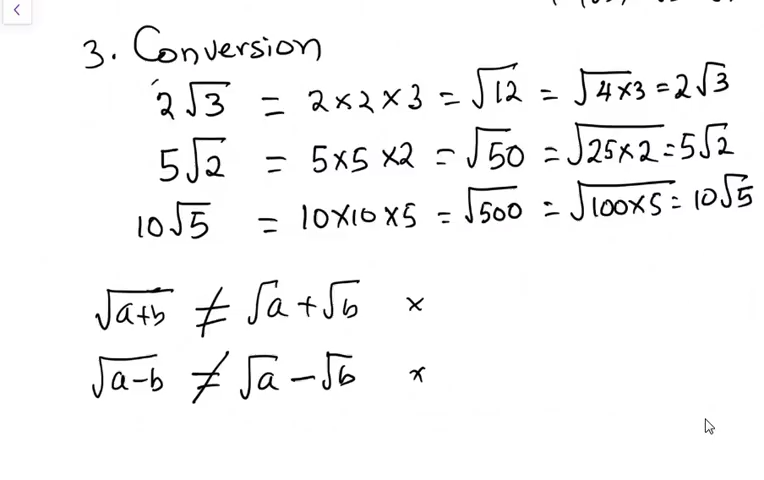 3. Conversion
2√3 = 2×2×3 = √12 = √4×3 = 2√3
5√2 = 5×5×2 = √50 = √25×2 = 5√2
10√5 = 10×10×5 = √500 = √100×5 = 10√5
√a+b ≠ √a + √b ×
√a-b ≠ √a - √b ×